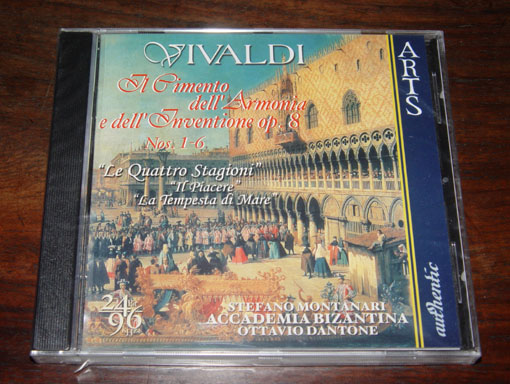 VIVALDI
Il Cimento
dell'Armonia
e dell'Inventione op. 8
Nos. 1-6
"Le Quattro Stagioni"
"Il Piacere"
"La Tempesta di Mare"
24 bit
96
STEFANO MONTANARI
ACCADEMIA BIZANTINA
OTTAVIO DANTONE
ARTS
authentic